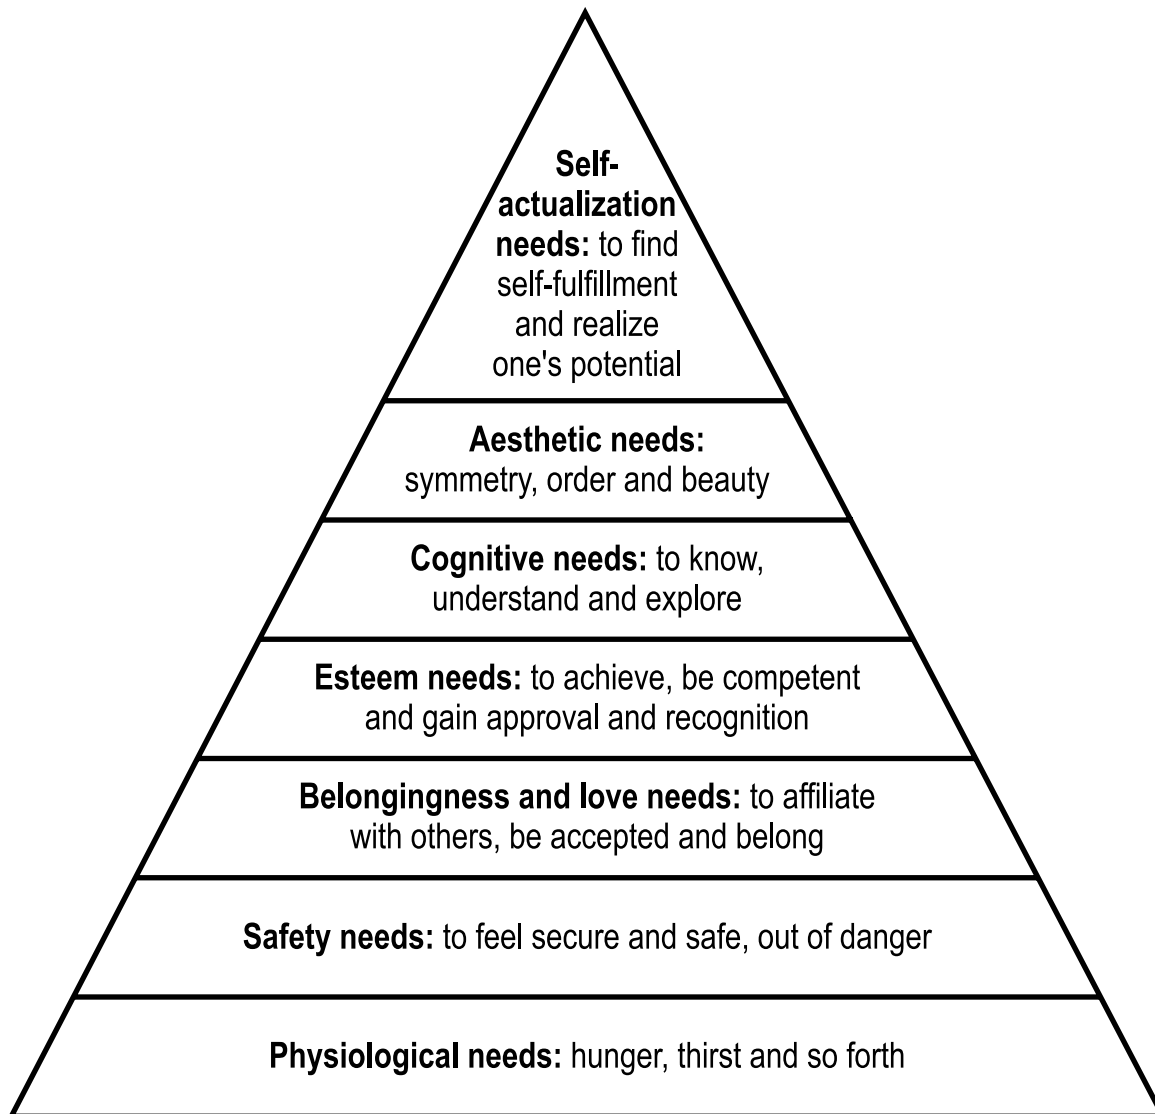 Self-
actualization
needs: to find
self-fulfillment
and realize
one's potential
Aesthetic needs:
symmetry, order and beauty
Cognitive needs: to know,
understand and explore
Esteem needs: to achieve, be competent
and gain approval and recognition
Belongingness and love needs: to affiliate
with others, be accepted and belong
Safety needs: to feel secure and safe, out of danger
Physiological needs: hunger, thirst and so forth